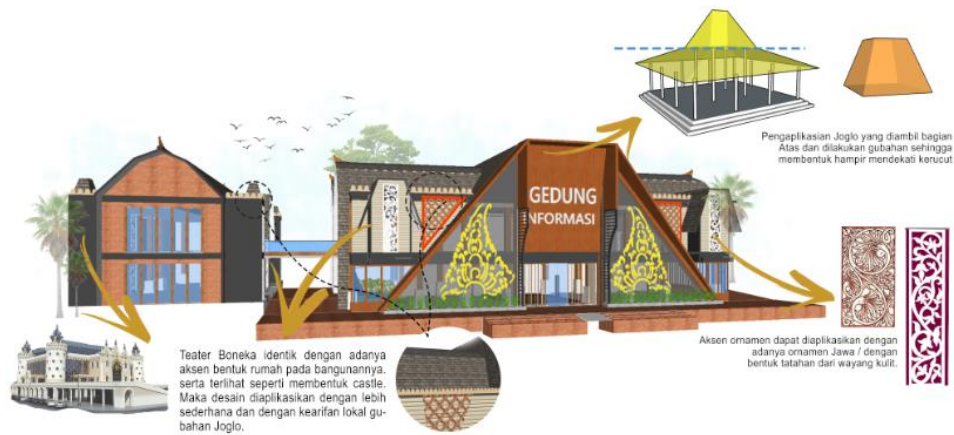 Pengaplikasian Joglo yang diambil bagian
Atas dan dilakukan gubahan sehingga
membentuk hampir mendekati kerucut
GEDUNG
INFORMASI
Aksen ornamen dapat diaplikasikan dengan
adanya ornamen Jawa / dengan
bentuk tatahan dari wayang kulit.
Teater Boneka identik dengan adanya
aksen bentuk rumah pada bangunannya.
serta terlihat seperti membentuk castle.
Maka desain diaplikasikan dengan lebih
sederhana dan dengan kearifan lokal gu-
bahan Joglo.